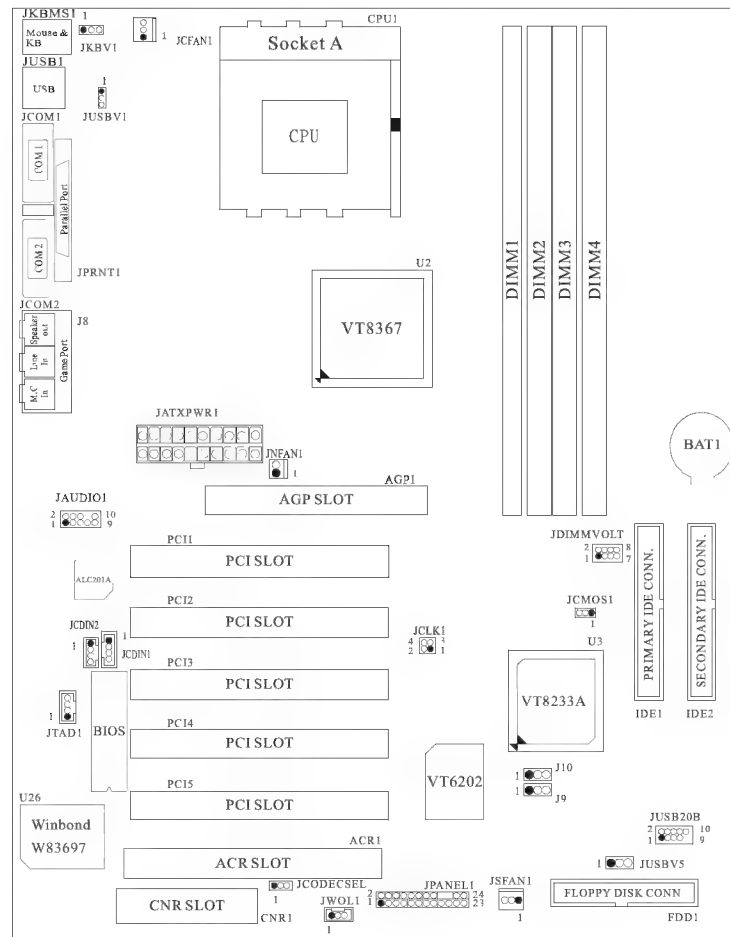 JKBMS1
Mouse &
KB
1
JKBV1
JCFAN1
1
CPU1
Socket A
CPU
JUSB1
USB
1
JUSBV1
JCOM1
COM1
Parallel Port
COM2
JPRNT1
JCOM2
J8
Speaker
out
Line
In
MIC
In
Game Port
U2
VT8367
DIMM1
DIMM2
DIMM3
DIMM4
BAT1
JATXPWR1
JNFAN1
1
AGP1
AGP SLOT
JAUDIO1
2 10
1 9
JDIMMVOLT
2 8
1 7
PRIMARY IDE CONN.
IDE1
SECONDARY IDE CONN.
IDE2
PCI1
PCI SLOT
ALC201A
PCI2
PCI SLOT
JCMOS1
1
JCDIN2
1
1
JCDIN1
JCLK1
4 3
2 1
U3
VT8233A
PCI3
PCI SLOT
1
JTAD1
BIOS
PCI4
PCI SLOT
VT6202
J10
1
1
J9
PCI5
PCI SLOT
U26
Winbond
W83697
JUSB20B
2 10
1 9
ACR1
ACR SLOT
1
JUSBV5
JCODECSEL
1
JPANEL1
2 24
1 23
JSFAN1
1
CNR SLOT
CNR1
JWOL1
1
FLOPPY DISK CONN
FDD1